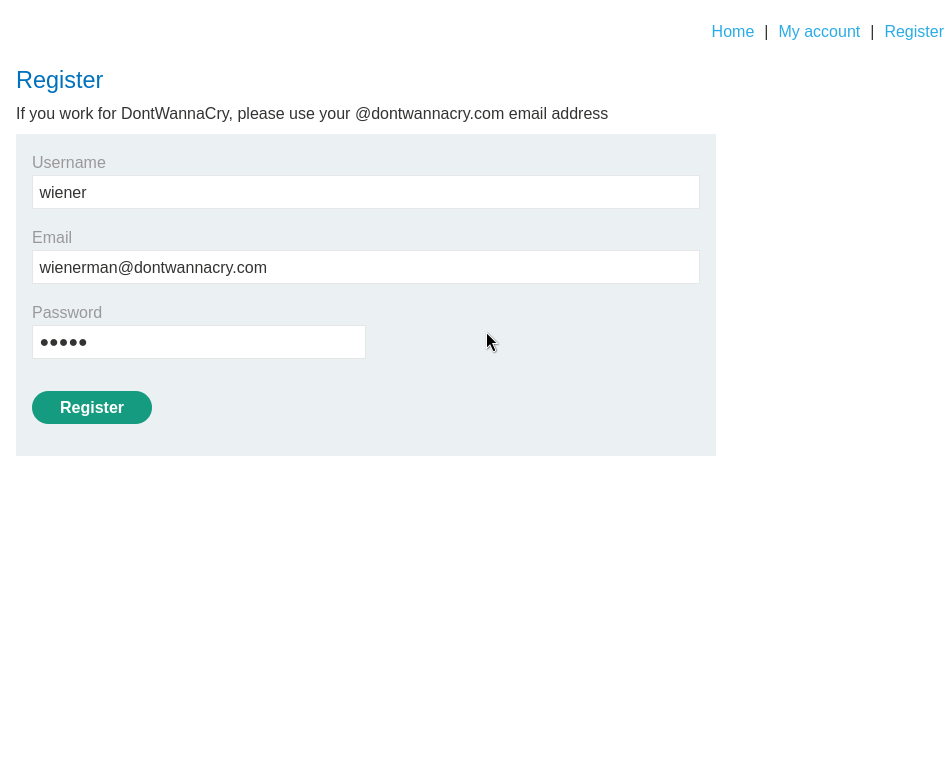 Home | My account | Register
Register
If you work for DontWannaCry, please use your @dontwannacry.com email address
Username
wiener
Email
wienerman@dontwannacry.com
Password
●●●●●
Register